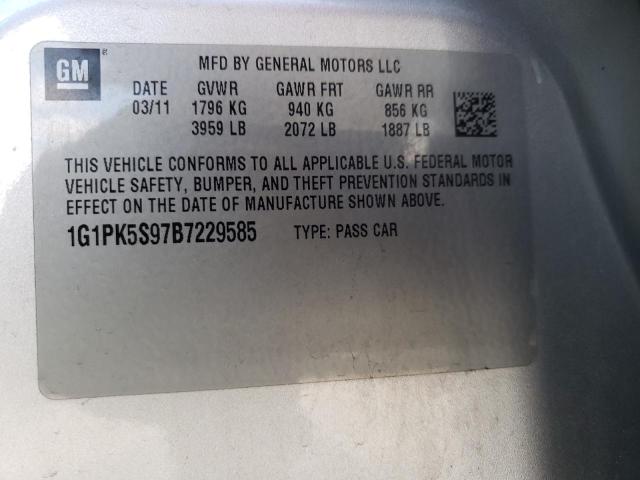 GM
MFD BY GENERAL MOTORS LLC
DATE GVWR GAWR FRT GAWR RR
03/11 1796 KG 940 KG 856 KG
3959 LB 2072 LB 1887 LB
THIS VEHICLE CONFORMS TO ALL APPLICABLE U.S. FEDERAL MOTOR
VEHICLE SAFETY, BUMPER, AND THEFT PREVENTION STANDARDS IN
EFFECT ON THE DATE OF MANUFACTURE SHOWN ABOVE.
1G1PK5S97B7229585 TYPE: PASS CAR